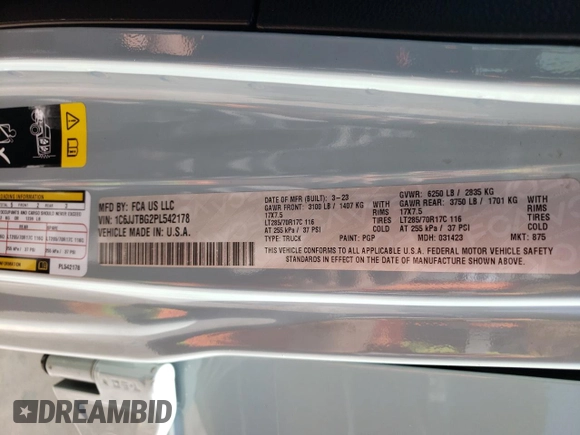 MFD BY: FCA US LLC
VIN: 1C6JJTBG2PL542178
VEHICLE MADE IN: U.S.A.
DATE OF MFR (BUILT): 3-23
GAWR FRONT: 3100 LB / 1407 KG
17X7.5 RIMS
LT285/70R17C 116 TIRES
AT 255 kPa / 37 PSI COLD
TYPE: TRUCK PAINT: PGP
GVWR: 6250 LB / 2835 KG
GAWR REAR: 3750 LB / 1701 KG
17X7.5 RIMS
LT285/70R17C 116 TIRES
AT 255 kPa / 37 PSI COLD
MDH: 031423 MKT: 875
THIS VEHICLE CONFORMS TO ALL APPLICABLE U.S.A. FEDERAL MOTOR VEHICLE SAFETY
STANDARDS IN EFFECT ON THE DATE OF MANUFACTURE SHOWN ABOVE.
PL542178
DREAMBID